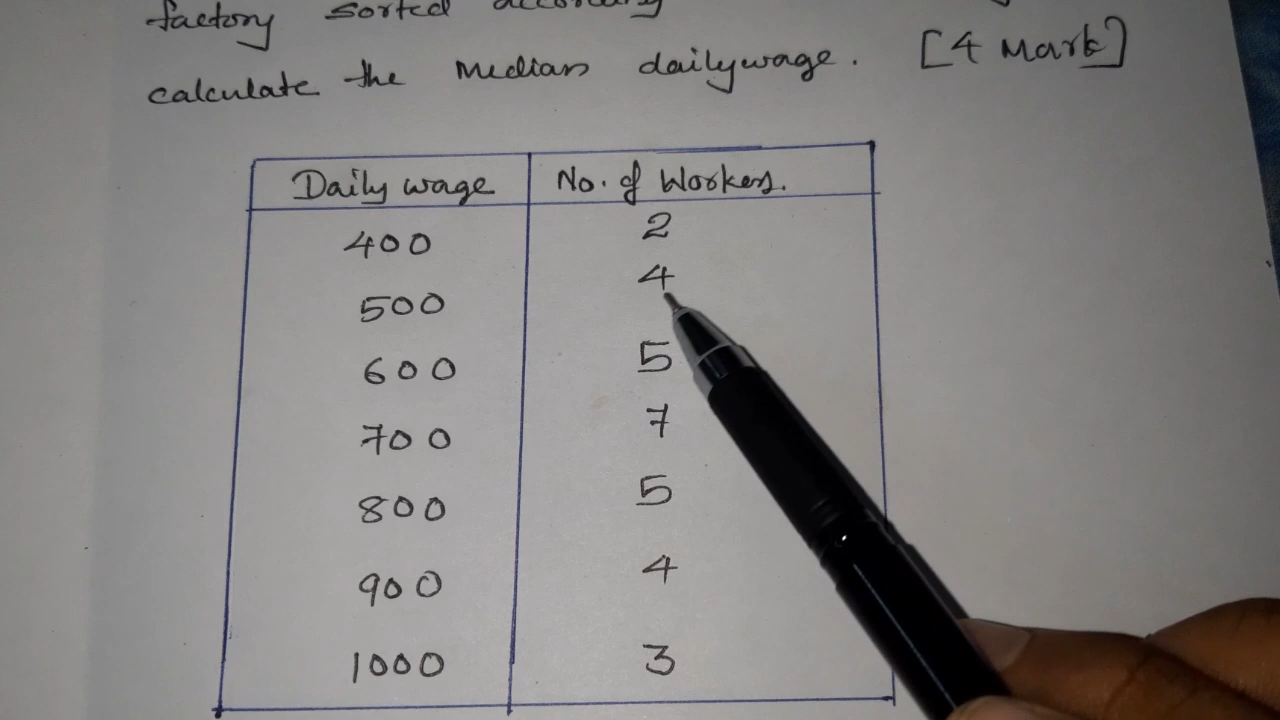 factory sorted according
calculate the Median dailywage. [4 Mark]
Daily wage No. of Workers.
400 2
500 4
600 5
700 7
800 5
900 4
1000 3